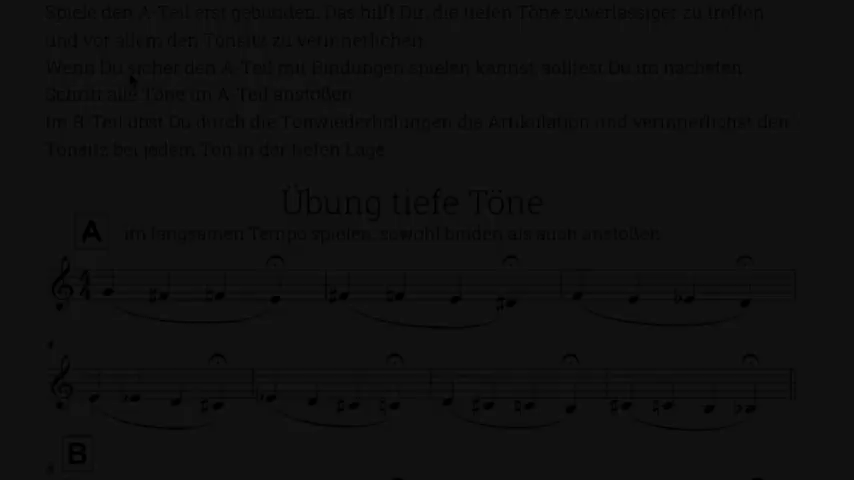 Spiele den A-Teil erst gebunden. Das hilft Dir, die tiefen Töne zuverlässiger zu treffen
und vor allem den Tonsitz zu verinnerlichen.
Wenn Du sicher den A-Teil mit Bindungen spielen kannst, solltest Du im nächsten
Schritt alle Töne im A-Teil anstoßen.
Im B-Teil übst Du durch die Tonwiederholungen die Artikulation und verinnerlichst den
Tonsitz bei jedem Ton in der tiefen Lage.
Übung tiefe Töne
A im langsamen Tempo spielen, sowohl binden als auch anstoßen
4
4
4
B